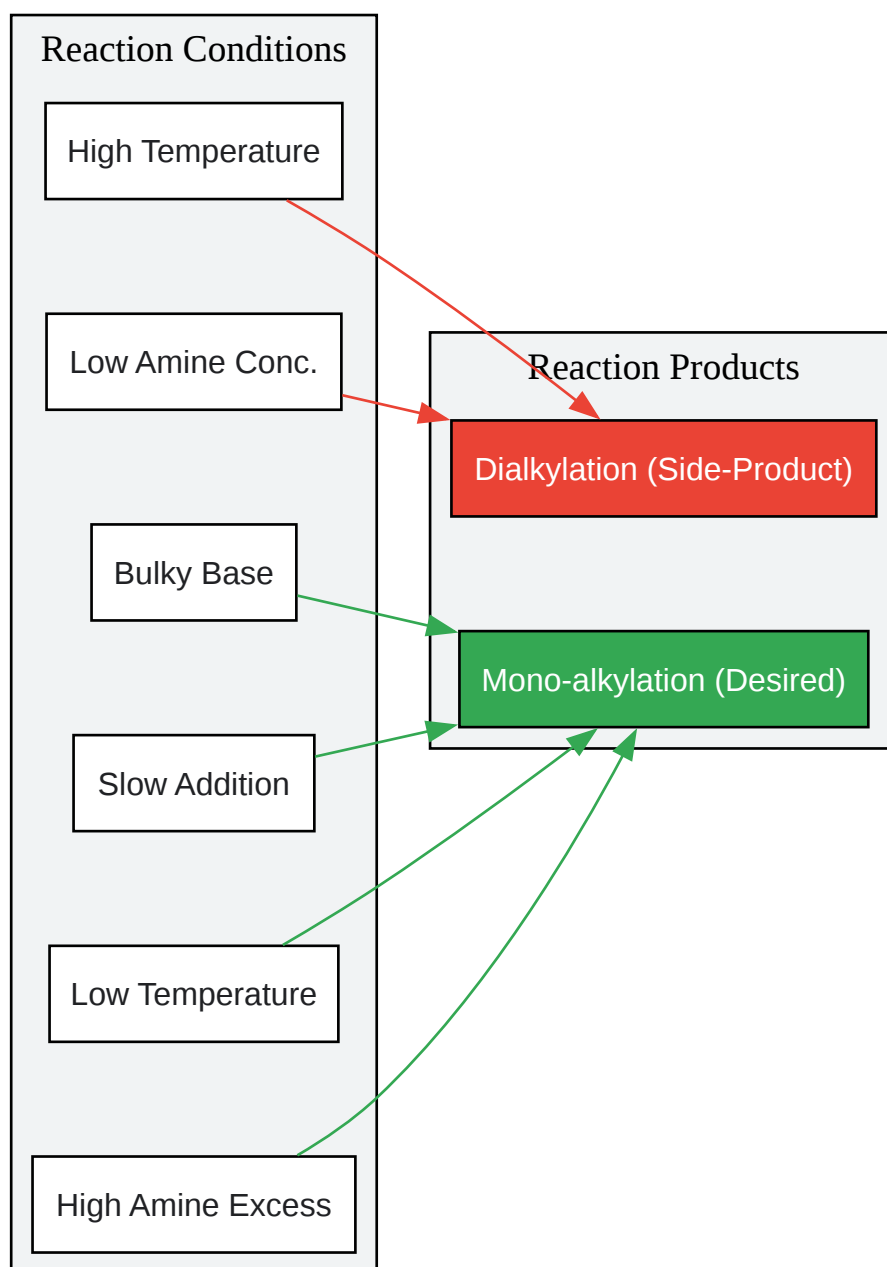 Reaction Conditions
High Temperature
Low Amine Conc.
Reaction Products
Dialkylation (Side-Product)
Bulky Base
Mono-alkylation (Desired)
Slow Addition
Low Temperature
High Amine Excess